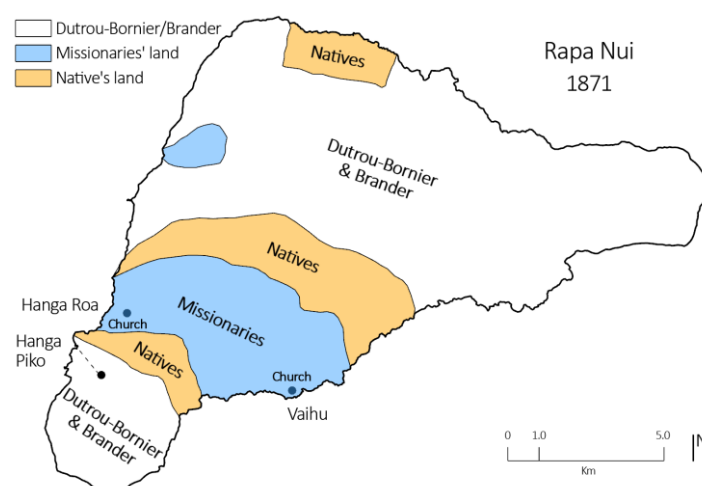 Dutrou-Bornier/Brander
Missionaries' land
Native's land
Rapa Nui
1871
Natives
Dutrou-Bornier
& Brander
Natives
Missionaries
Hanga Roa
Church
Hanga
Piko
Natives
Church
Vaihu
Dutrou-Bornier
& Brander
0 1.0 5.0
Km
N